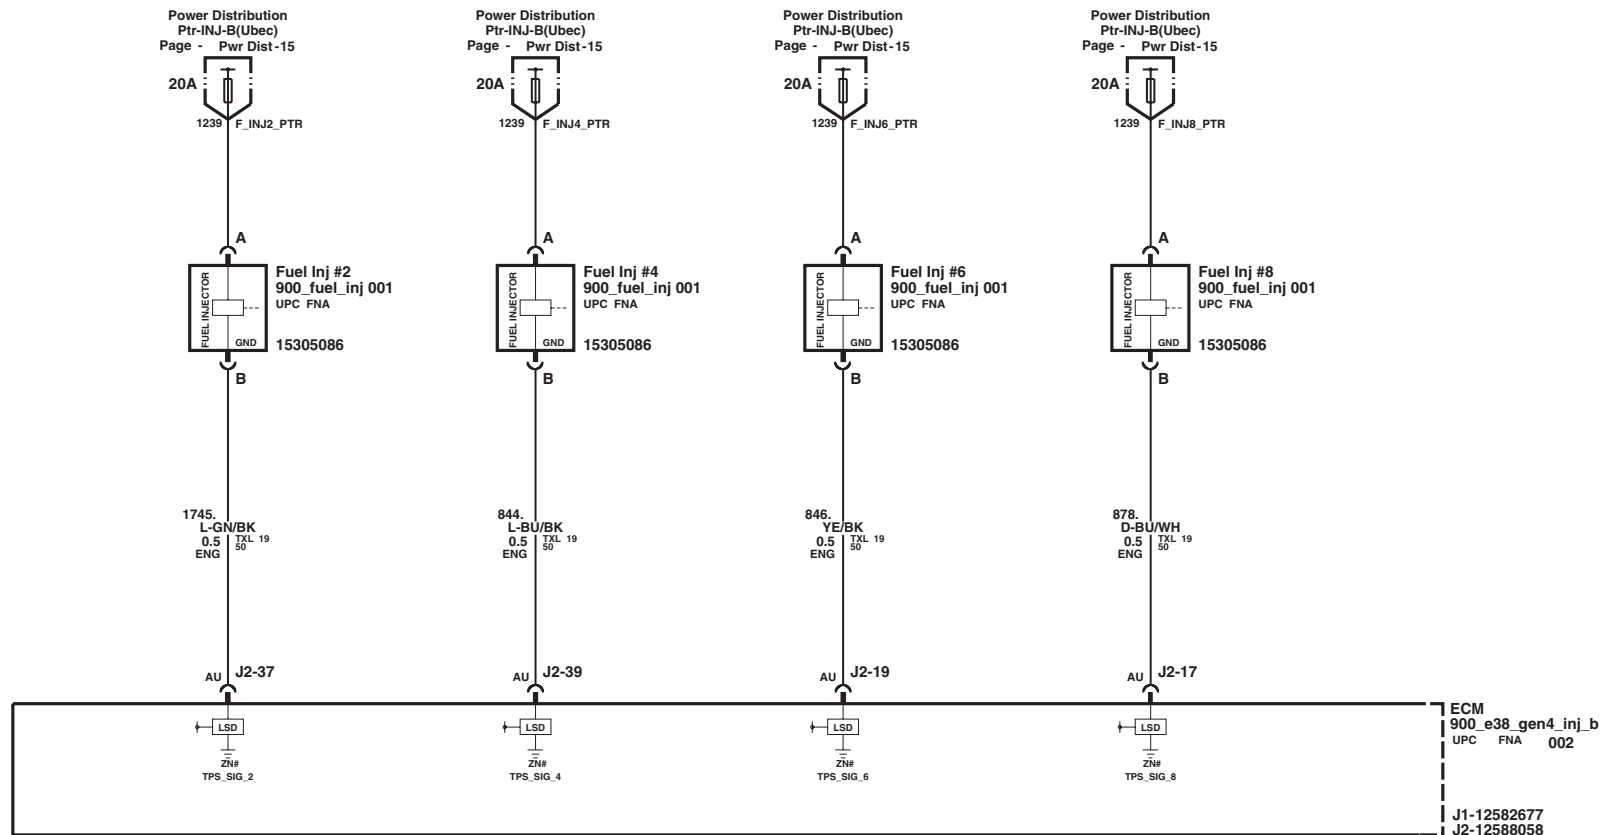 Power Distribution Power Distribution Power Distribution Power Distribution
Ptr-INJ-B(Ubec) Ptr-INJ-B(Ubec) Ptr-INJ-B(Ubec) Ptr-INJ-B(Ubec)
Page - Pwr Dist-15 Page - Pwr Dist-15 Page - Pwr Dist-15 Page - Pwr Dist-15
20A 20A 20A 20A
1239 F_INJ2_PTR 1239 F_INJ4_PTR 1239 F_INJ6_PTR 1239 F_INJ8_PTR
A A A A
FUEL INJECTOR FUEL INJECTOR FUEL INJECTOR FUEL INJECTOR
Fuel Inj #2 Fuel Inj #4 Fuel Inj #6 Fuel Inj #8
900_fuel_inj 001 900_fuel_inj 001 900_fuel_inj 001 900_fuel_inj 001
UPC FNA UPC FNA UPC FNA UPC FNA
GND 15305086 GND 15305086 GND 15305086 GND 15305086
B B B B
1745. 844. 846. 878.
L-GN/BK L-BU/BK YE/BK D-BU/WH
0.5 TXL 19 0.5 TXL 19 0.5 TXL 19 0.5 TXL 19
ENG 50 ENG 50 ENG 50 ENG 50
AU J2-37 AU J2-39 AU J2-19 AU J2-17
ECM
LSD LSD LSD LSD 900_e38_gen4_inj_b
UPC FNA 002
ZN# ZN# ZN# ZN#
TPS_SIG_2 TPS_SIG_4 TPS_SIG_6 TPS_SIG_8
J1-12582677
J2-12588058